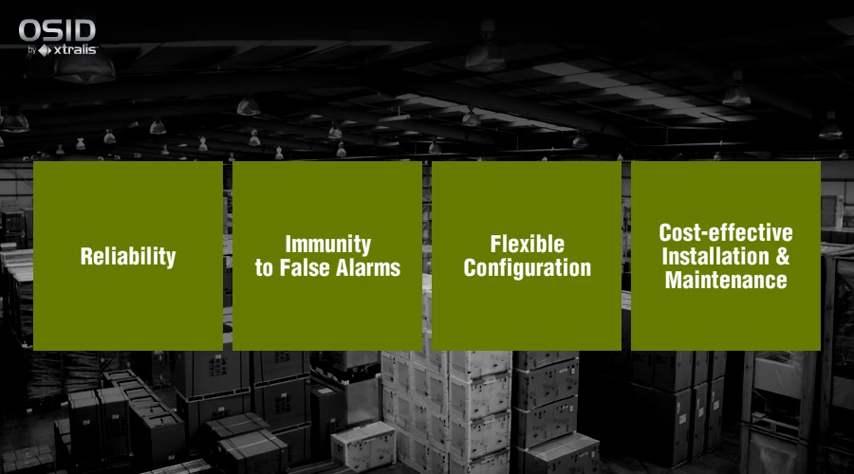 OSID
by xtralis
Reliability
Immunity
to False Alarms
Flexible
Configuration
Cost-effective
Installation &
Maintenance